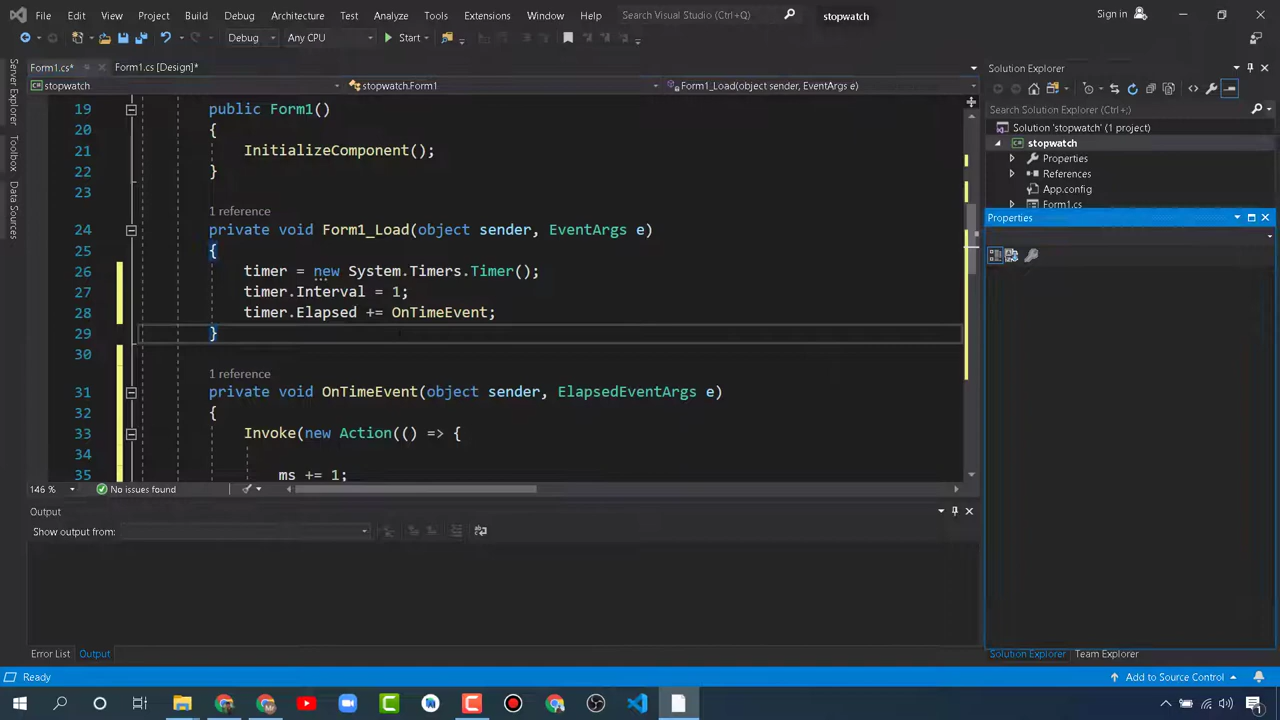 File Edit View Project Build Debug Architecture Test Analyze Tools Extensions Window Help Search Visual Studio (Ctrl+Q) stopwatch Sign in
Debug Any CPU Start
Form1.cs* Form1.cs [Design]*
stopwatch stopwatch.Form1 Form1_Load(object sender, EventArgs e)
Server Explorer
Toolbox
Data Sources
19 public Form1()
20 {
21 InitializeComponent();
22 }
23
1 reference
24 private void Form1_Load(object sender, EventArgs e)
25 {
26 timer = new System.Timers.Timer();
27 timer.Interval = 1;
28 timer.Elapsed += OnTimeEvent;
29 }
30
1 reference
31 private void OnTimeEvent(object sender, ElapsedEventArgs e)
32 {
33 Invoke(new Action(() => {
34
35 ms += 1;
146 % No issues found
Output
Show output from:
Error List Output
Solution Explorer
Search Solution Explorer (Ctrl+;)
Solution 'stopwatch' (1 project)
stopwatch
Properties
References
App.config
Form1.cs
Properties
Solution Explorer Team Explorer
Ready Add to Source Control